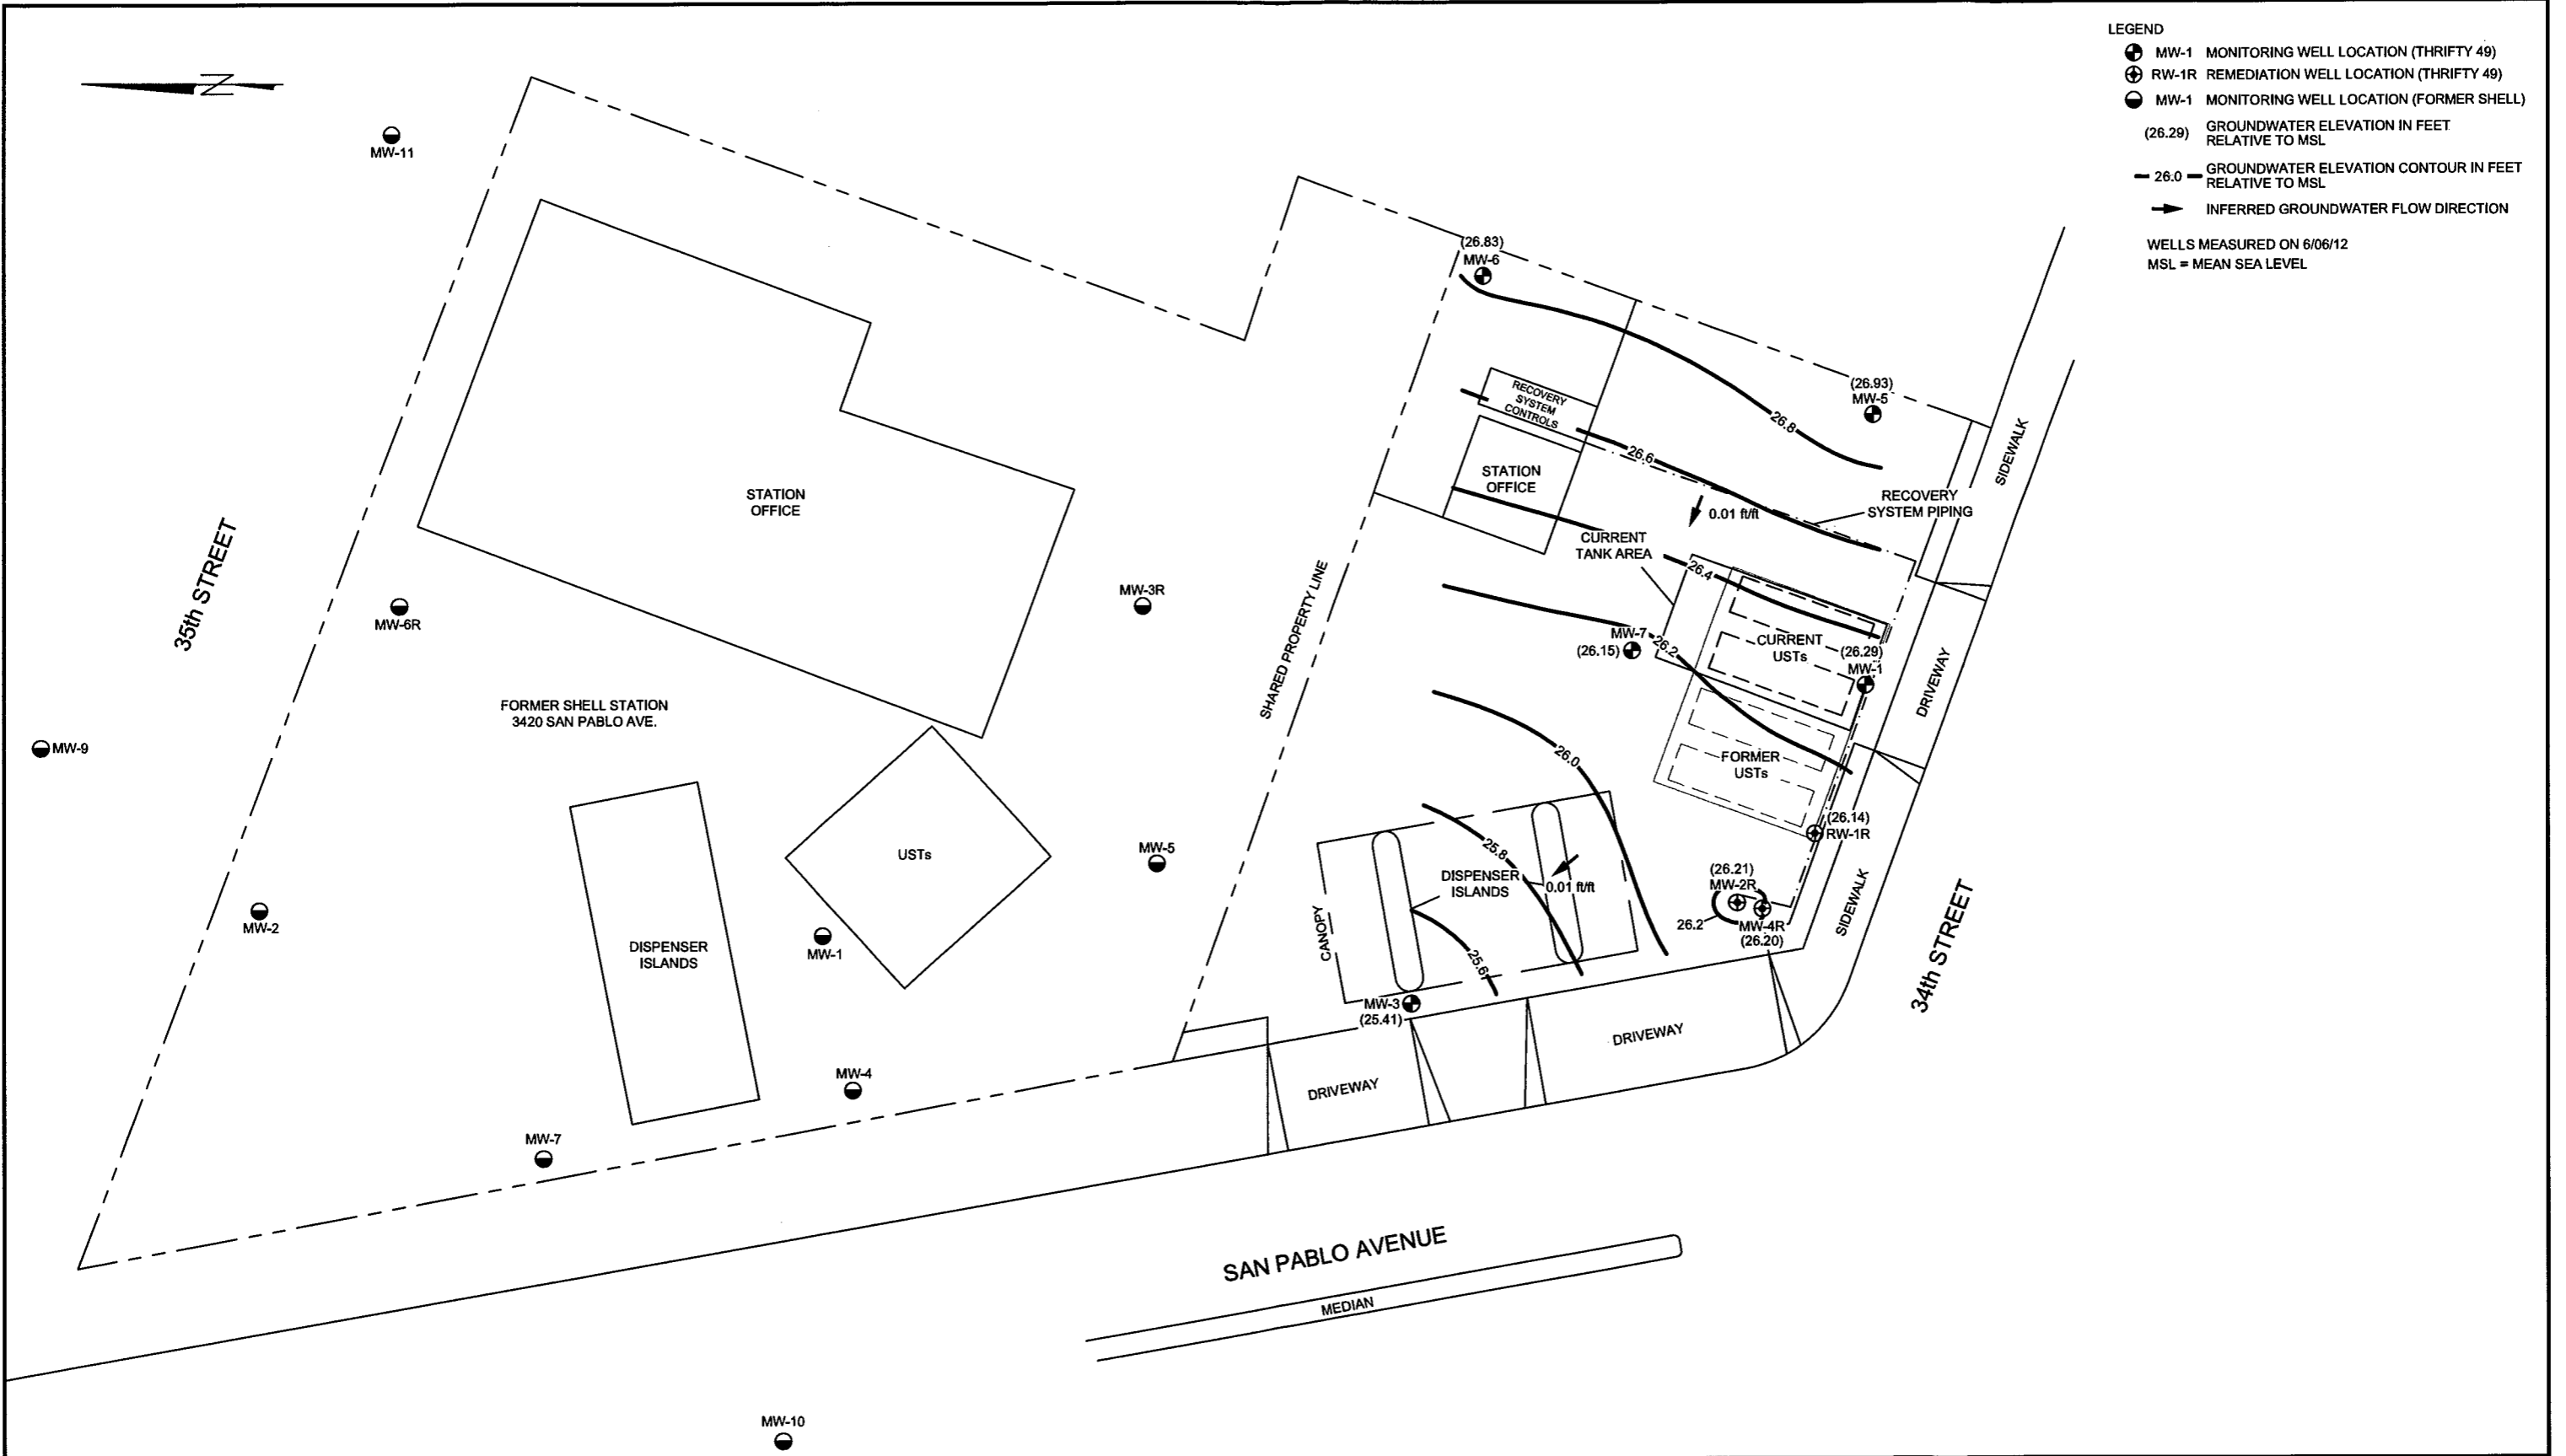 LEGEND
MW-1 MONITORING WELL LOCATION (THRIFTY 49)
RW-1R REMEDIATION WELL LOCATION (THRIFTY 49)
MW-1 MONITORING WELL LOCATION (FORMER SHELL)
(26.29) GROUNDWATER ELEVATION IN FEET
RELATIVE TO MSL
26.0 GROUNDWATER ELEVATION CONTOUR IN FEET
RELATIVE TO MSL
INFERRED GROUNDWATER FLOW DIRECTION
WELLS MEASURED ON 6/06/12
MSL = MEAN SEA LEVEL
N
MW-11
(26.83)
MW-6
(26.93)
MW-5
26.8
RECOVERY
SYSTEM
CONTROLS
26.6
STATION
OFFICE
STATION
OFFICE
SIDEWALK
RECOVERY
SYSTEM PIPING
0.01 ft/ft
CURRENT
TANK AREA
26.4
35th STREET
MW-6R
MW-3R
SHARED PROPERTY LINE
MW-7
(26.15)
26.2
CURRENT
USTs
(26.29)
MW-1
DRIVEWAY
FORMER SHELL STATION
3420 SAN PABLO AVE.
MW-9
26.0
FORMER
USTs
(26.14)
RW-1R
USTs
MW-5
25.8
DISPENSER
ISLANDS
0.01 ft/ft
(26.21)
MW-2R
26.2
MW-4R
(26.20)
SIDEWALK
34th STREET
MW-2
DISPENSER
ISLANDS
MW-1
CANOPY
25.6
MW-3
(25.41)
DRIVEWAY
DRIVEWAY
MW-4
MW-7
SAN PABLO AVENUE
MEDIAN
MW-10